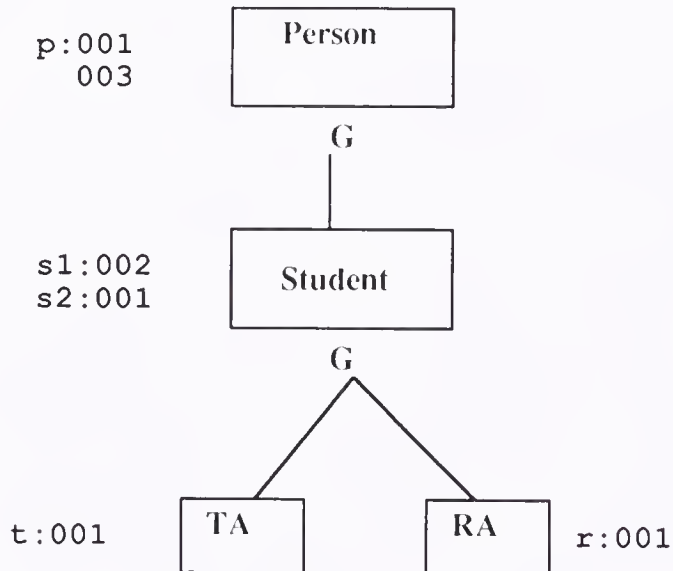 Person
p:001
003
G
Student
s1:002
s2:001
G
TA
RA
t:001
r:001